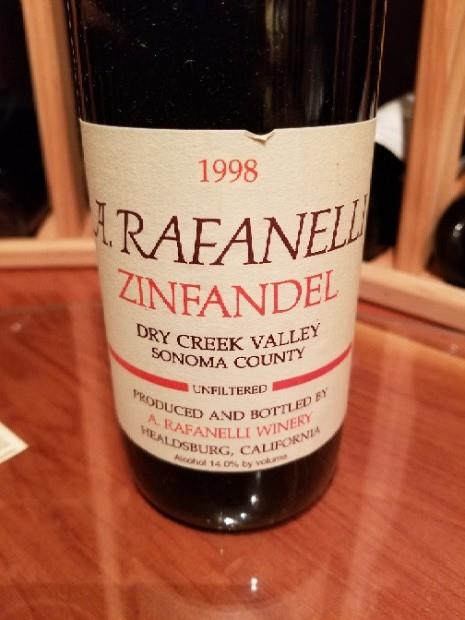 1998
A. RAFANELLI
ZINFANDEL
DRY CREEK VALLEY
SONOMA COUNTY
UNFILTERED
PRODUCED AND BOTTLED BY
A. RAFANELLI WINERY
HEALDSBURG, CALIFORNIA
Alcohol 14.0% by volume